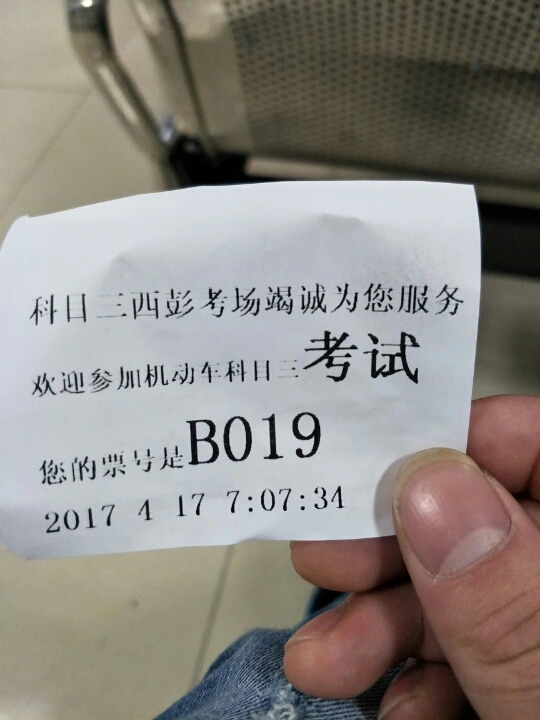 科目三西彭考场竭诚为您服务
欢迎参加机动车科目三考试
您的票号是B019
2017 4 17 7:07:34